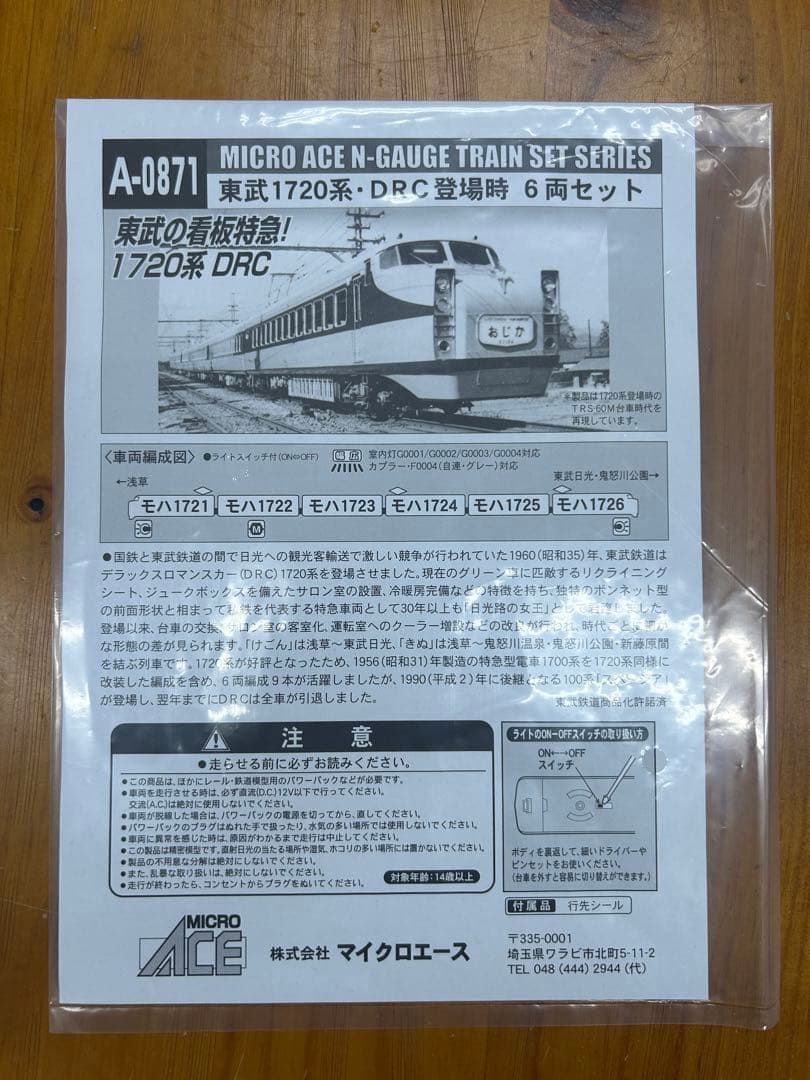 A-0871
MICRO ACE N-GAUGE TRAIN SET SERIES
東武1720系・DRC登場時 6両セット
東武の看板特急!
1720系 DRC
おじか
※製品は1720系登場時の
TRS-60M台車時代を
再現しています。
〈車両編成図〉 ●ライトスイッチ付(ON⇔OFF)
室内灯G0001/G0002/G0003/G0004対応
カプラー・F0004(自連・グレー)対応
←浅草
東武日光・鬼怒川公園→
モハ1721 モハ1722 モハ1723 モハ1724 モハ1725 モハ1726
M
●国鉄と東武鉄道の間で日光への観光客輸送で激しい競争が行われていた1960(昭和35)年、東武鉄道は
デラックスロマンスカー(DRC)1720系を登場させました。現在のグリーン車に匹敵するリクライニング
シート、ジュークボックスを備えたサロン室の設置、冷暖房完備などの特徴を持ち、独特のボンネット型
の前面形状と相まって私鉄を代表する特急車両として30年以上も「日光路の女王」として君臨しました。
登場以来、台車の交換、サロン室の客室化、運転室へのクーラー増設などの改良が行われ、時代ごとに
な形態の差が見られます。「けごん」は浅草〜東武日光、「きぬ」は浅草〜鬼怒川温泉・鬼怒川公園・新藤原間
を結ぶ列車です。1720系が好評となったため、1956(昭和31)年製造の特急型電車1700系を1720系同様に
改装した編成を含め、6両編成9本が活躍しましたが、1990(平成2)年に後継となる100系「スペーシア」
が登場し、翌年までにDRCは全車が引退しました。
東武鉄道商品化許諾済
注意
●走らせる前に必ずお読みください。
●この商品は、ほかにレール・鉄道模型用のパワーパックなどが必要です。
●車両を走行させる時は、必ず直流(D.C.)12V以下で行ってください。
交流(A.C.)は絶対に使用しないでください。
●車両が脱線した場合は、パワーパックの電源を切ってから、直してください。
●パワーパックのプラグはぬれた手で扱ったり、水気の多い場所では使用しないでください。
●車両に異常を感じた時は、原因がわかるまで走行は中止してください。
●この製品は精密模型です。直射日光の当たる場所や湿気、ホコリの多い場所には置かないでください。
●製品の不用意な分解は絶対にしないでください。
●また、乱暴な取り扱いは、絶対にしないでください。
●走行が終わったら、コンセントからプラグをぬいてください。
対象年齢:14歳以上
ライトのON-OFFスイッチの取り扱い方
ON←→OFF
スイッチ
ボディを裏返して、細いドライバーや
ピンセットをお使いください。
(台車を外すと容易に切り替えができます。)
付属品 行先シール
MICRO
ACE
株式会社 マイクロエース
〒335-0001
埼玉県ワラビ市北町5-11-2
TEL 048 (444) 2944 (代)